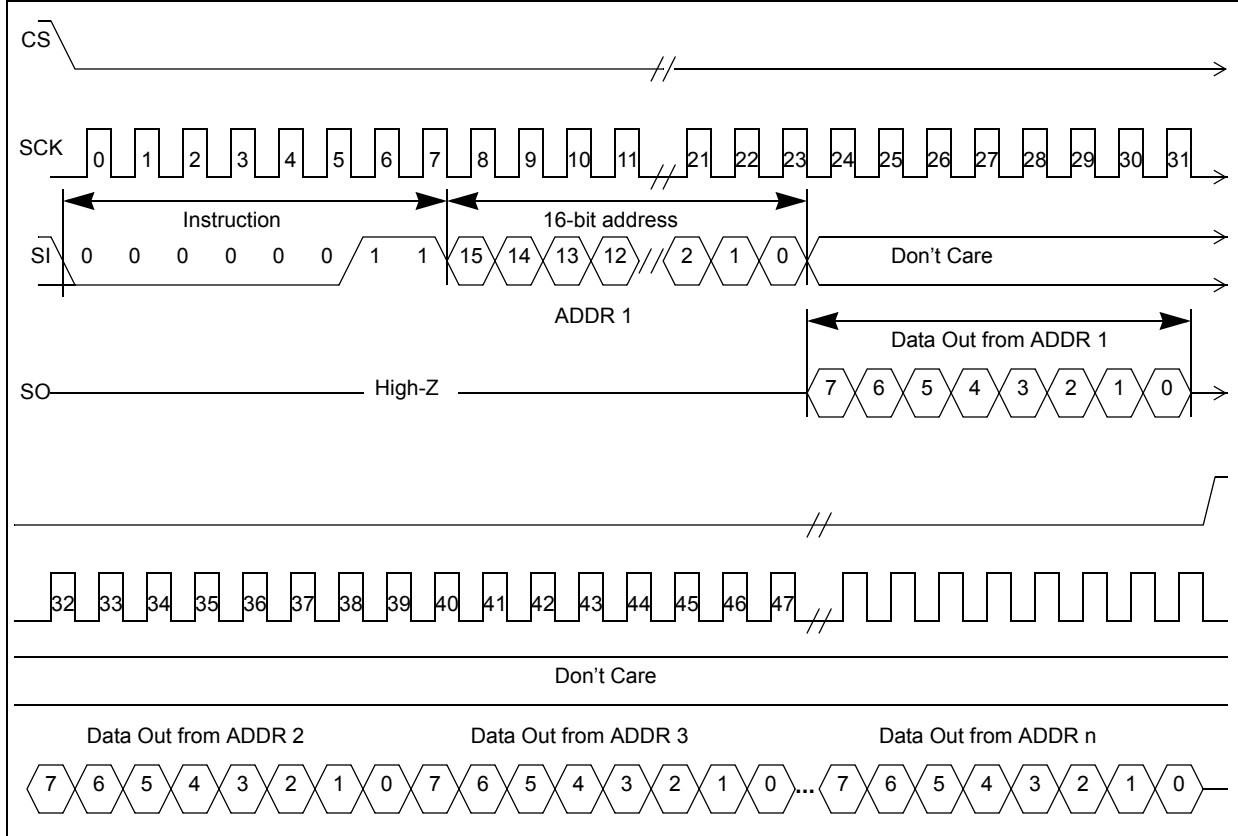 CS
SCK 0 1 2 3 4 5 6 7 8 9 10 11 21 22 23 24 25 26 27 28 29 30 31
Instruction 16-bit address
SI 0 0 0 0 0 0 1 1 15 14 13 12 2 1 0 Don't Care
ADDR 1
Data Out from ADDR 1
SO High-Z 7 6 5 4 3 2 1 0
32 33 34 35 36 37 38 39 40 41 42 43 44 45 46 47
Don't Care
Data Out from ADDR 2 Data Out from ADDR 3 Data Out from ADDR n
7 6 5 4 3 2 1 0 7 6 5 4 3 2 1 0 ... 7 6 5 4 3 2 1 0